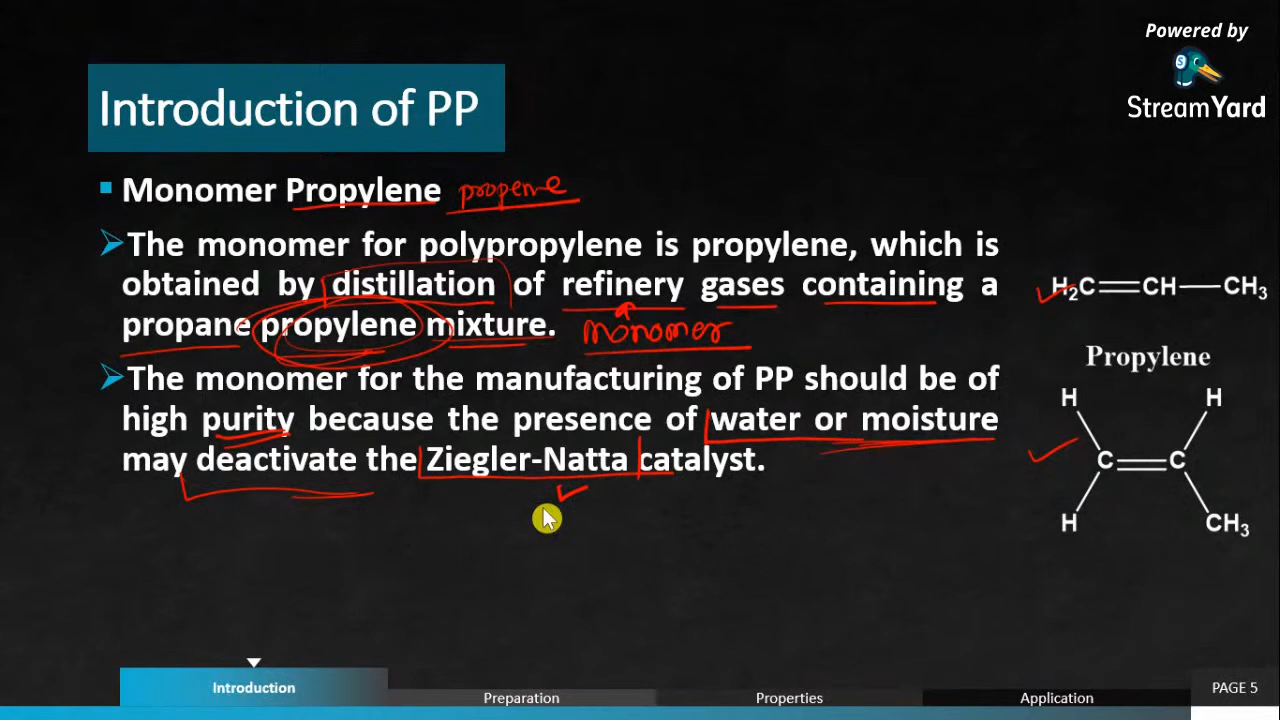 Powered by
StreamYard
Introduction of PP
Monomer Propylene propene
The monomer for polypropylene is propylene, which is
obtained by distillation of refinery gases containing a
propane propylene mixture. monomer
The monomer for the manufacturing of PP should be of
high purity because the presence of water or moisture
may deactivate the Ziegler-Natta catalyst.
H₂C═CH—CH₃
Propylene
H H
C═C
H CH₃
Introduction Preparation Properties Application PAGE 5